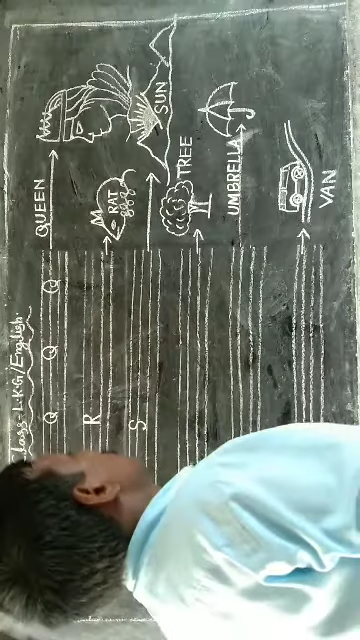 Class-L.K.G/English
Q Q Q QUEEN
R RAT
S SUN
TREE
UMBRELLA
VAN